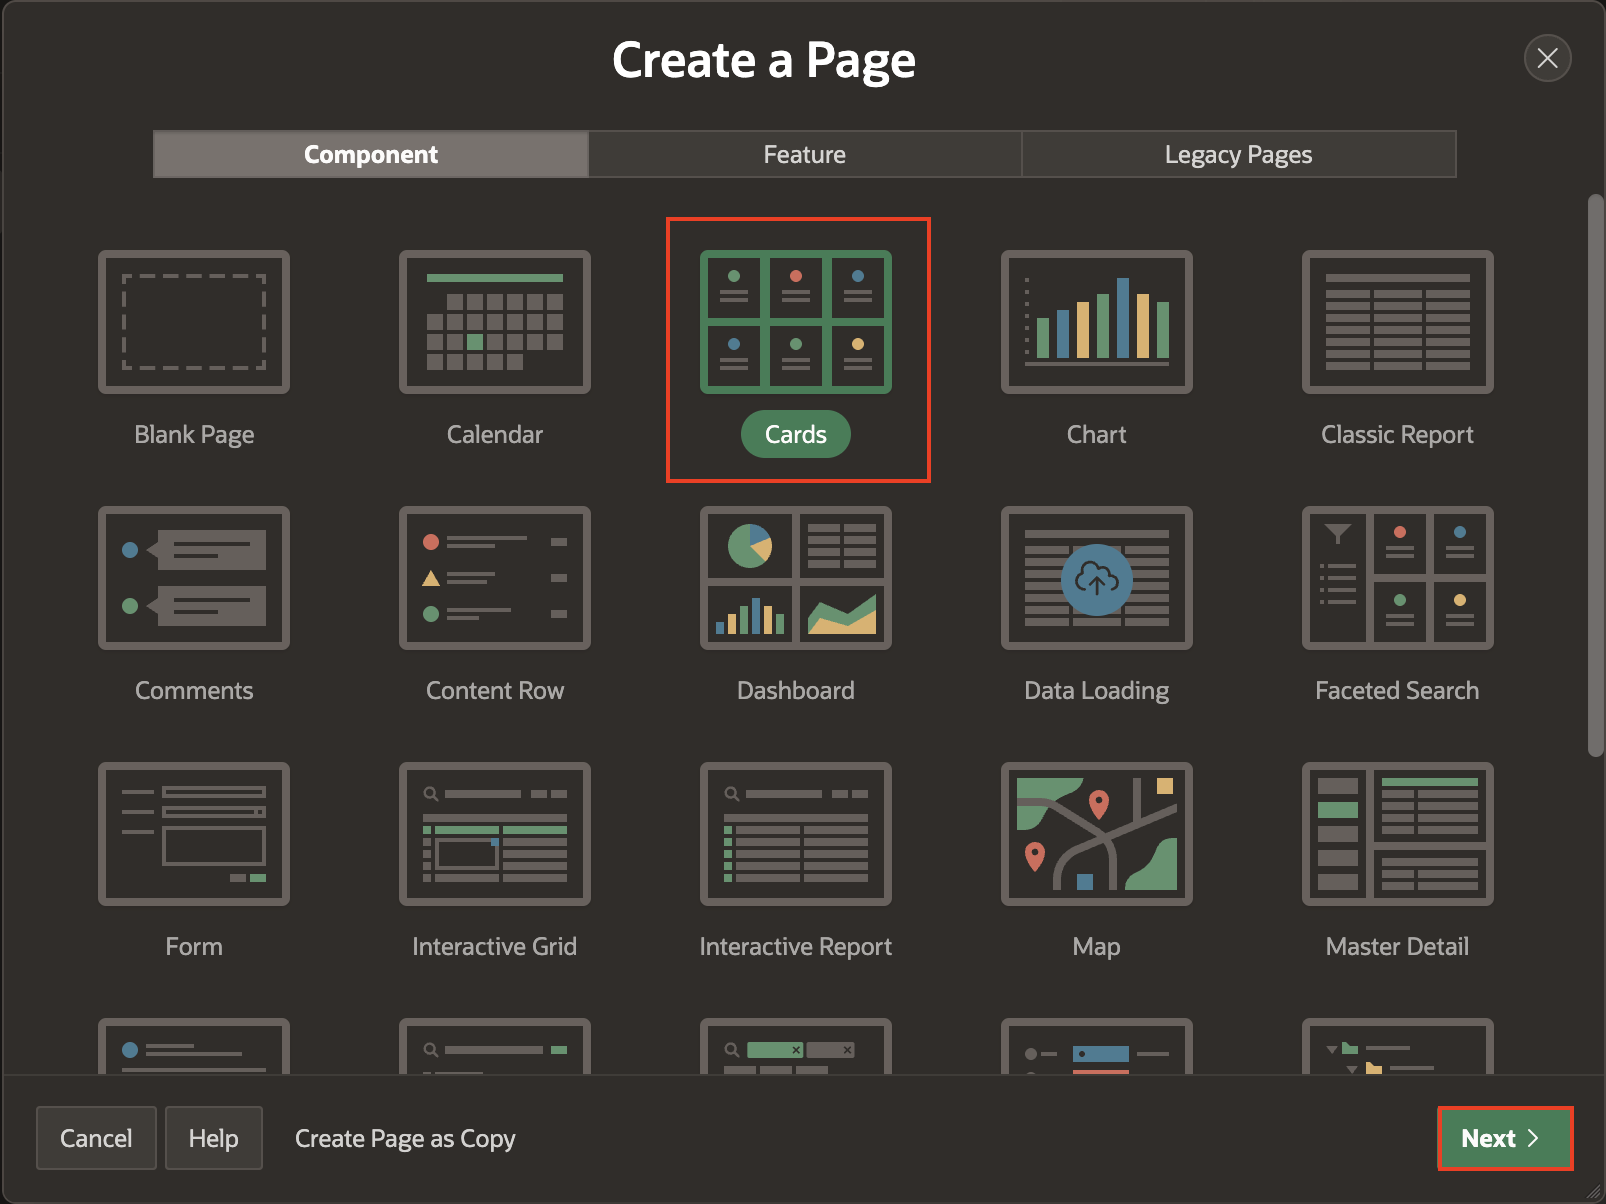 Create a Page
Component
Feature
Legacy Pages
Blank Page
Calendar
Cards
Chart
Classic Report
Comments
Content Row
Dashboard
Data Loading
Faceted Search
Form
Interactive Grid
Interactive Report
Map
Master Detail
Cancel
Help
Create Page as Copy
Next